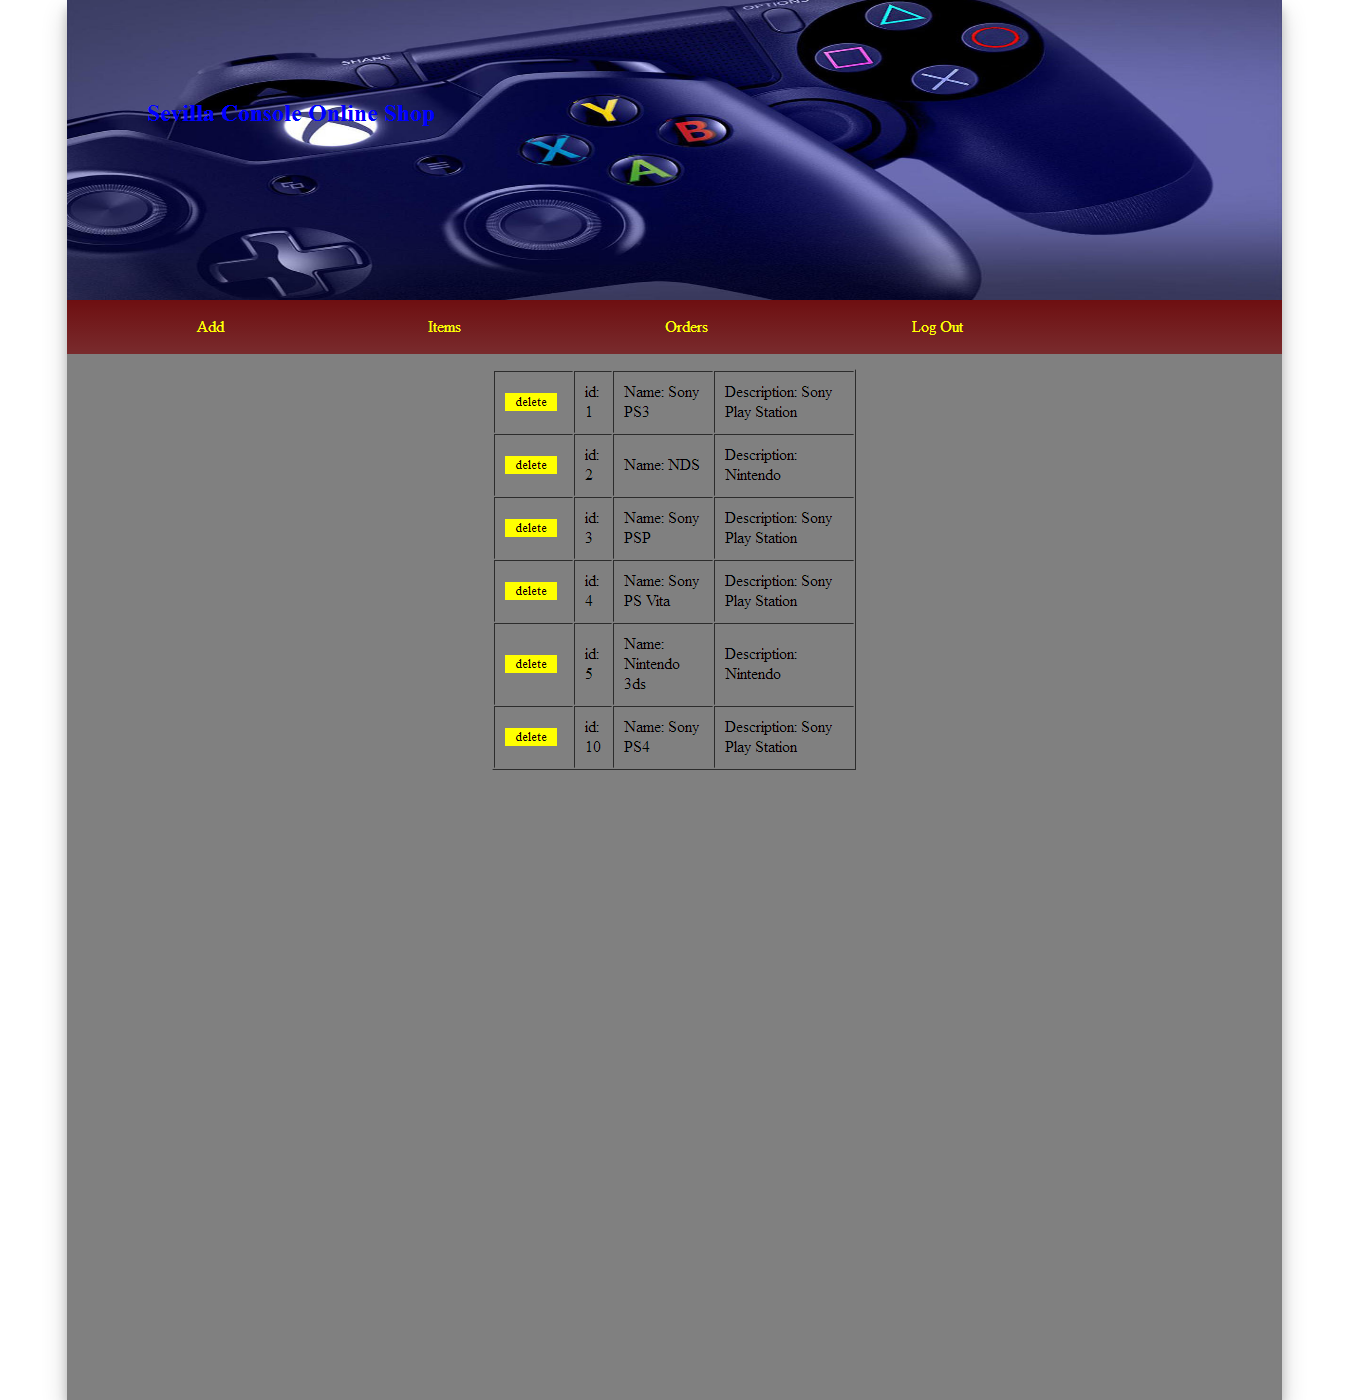 OPTIONS
SHARE
Sevilla Console Online Shop
Y
B
X
A
Add Items Orders Log Out
delete id: 1 Name: Sony PS3 Description: Sony Play Station
delete id: 2 Name: NDS Description: Nintendo
delete id: 3 Name: Sony PSP Description: Sony Play Station
delete id: 4 Name: Sony PS Vita Description: Sony Play Station
delete id: 5 Name: Nintendo 3ds Description: Nintendo
delete id: 10 Name: Sony PS4 Description: Sony Play Station